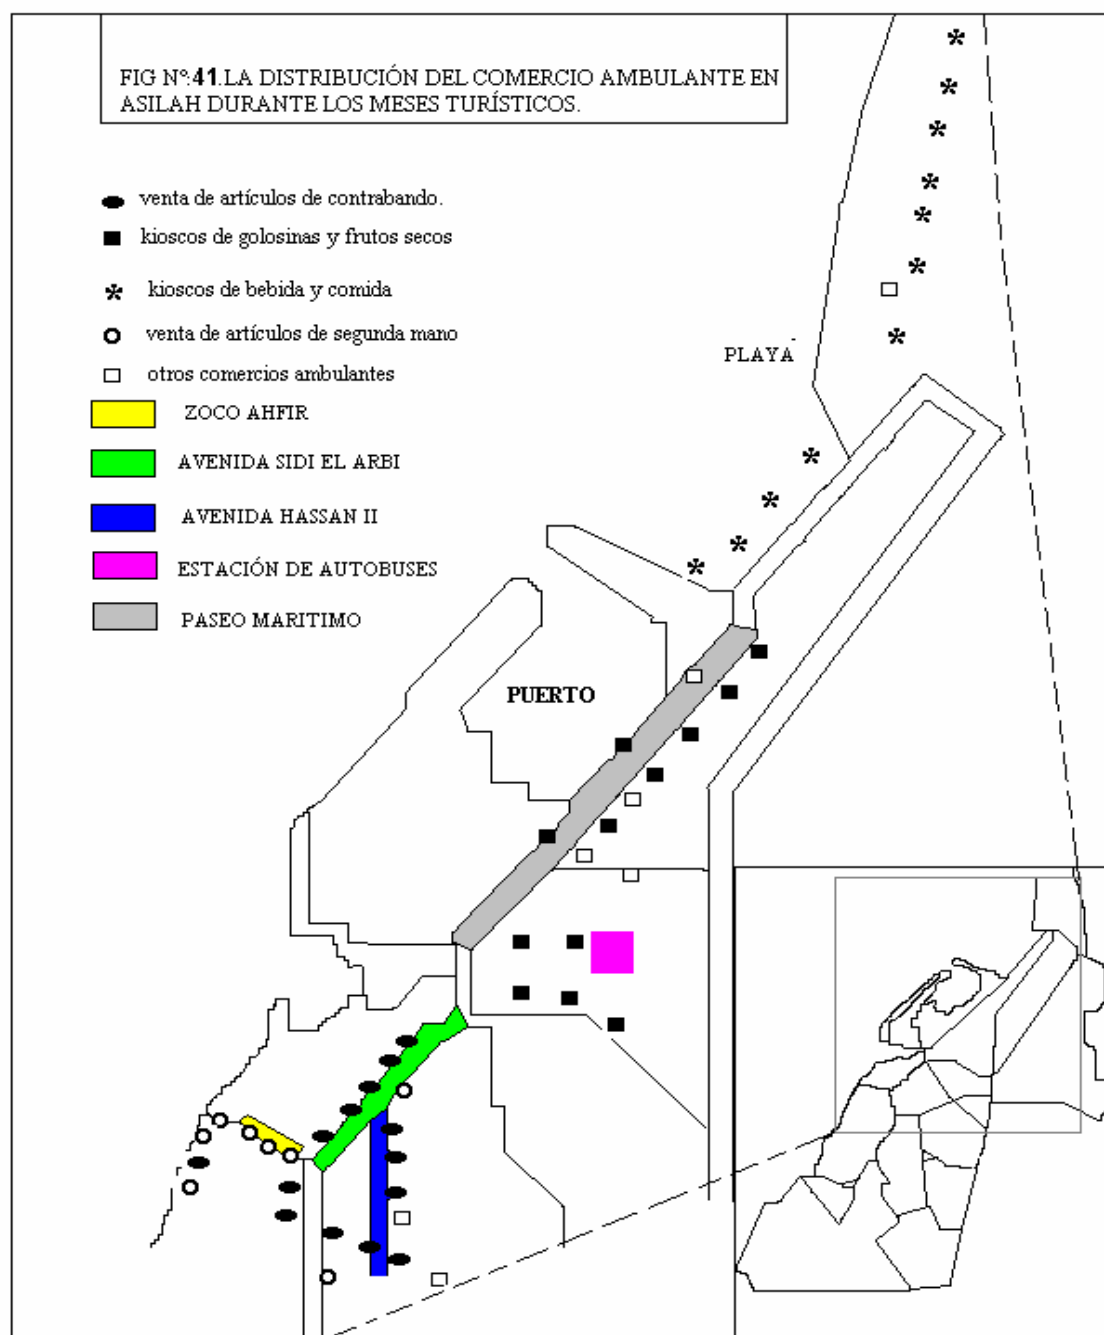 FIG Nº:41.LA DISTRIBUCIÓN DEL COMERCIO AMBULANTE EN
ASILAH DURANTE LOS MESES TURÍSTICOS.
venta de artículos de contrabando.
kioscos de golosinas y frutos secos
kioscos de bebida y comida
venta de artículos de segunda mano
otros comercios ambulantes
ZOCO AHFIR
AVENIDA SIDI EL ARBI
AVENIDA HASSAN II
ESTACIÓN DE AUTOBUSES
PASEO MARITIMO
PLAYA
PUERTO